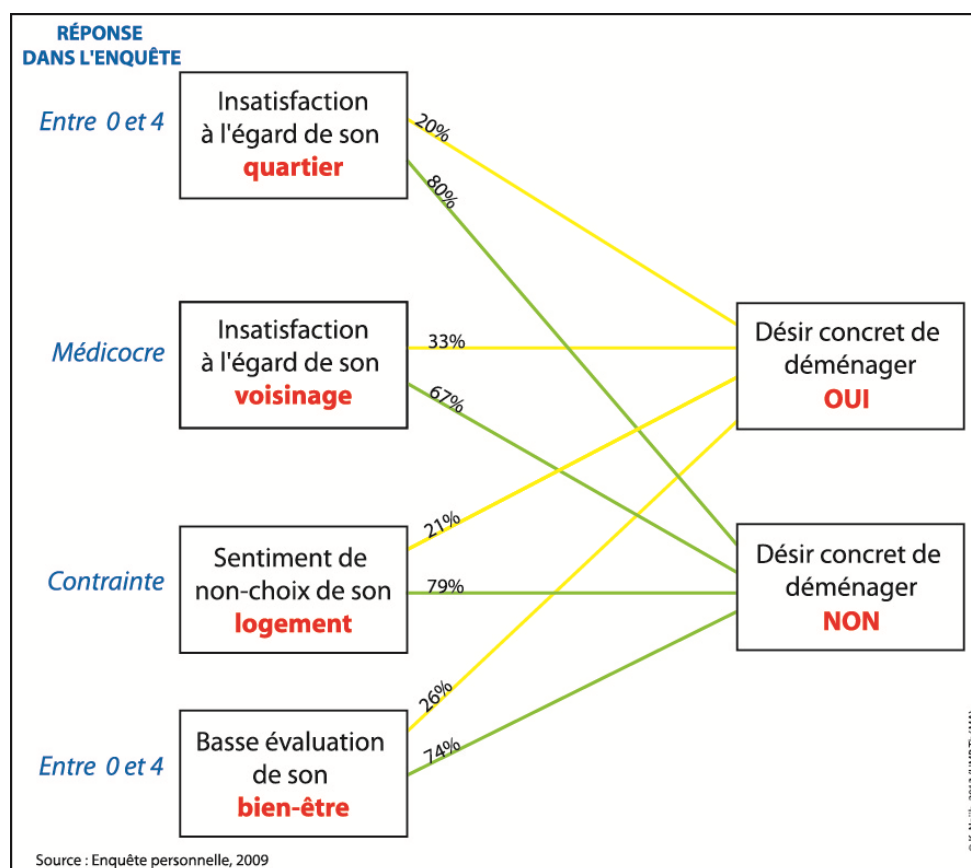 RÉPONSE
DANS L'ENQUÊTE
Entre 0 et 4
Insatisfaction
à l'égard de son
quartier
20%
80%
Médicocre
Insatisfaction
à l'égard de son
voisinage
33%
67%
Désir concret de
déménager
OUI
Contrainte
Sentiment de
non-choix de son
logement
21%
79%
Désir concret de
déménager
NON
Entre 0 et 4
Basse évaluation
de son
bien-être
26%
74%
Source : Enquête personnelle, 2009